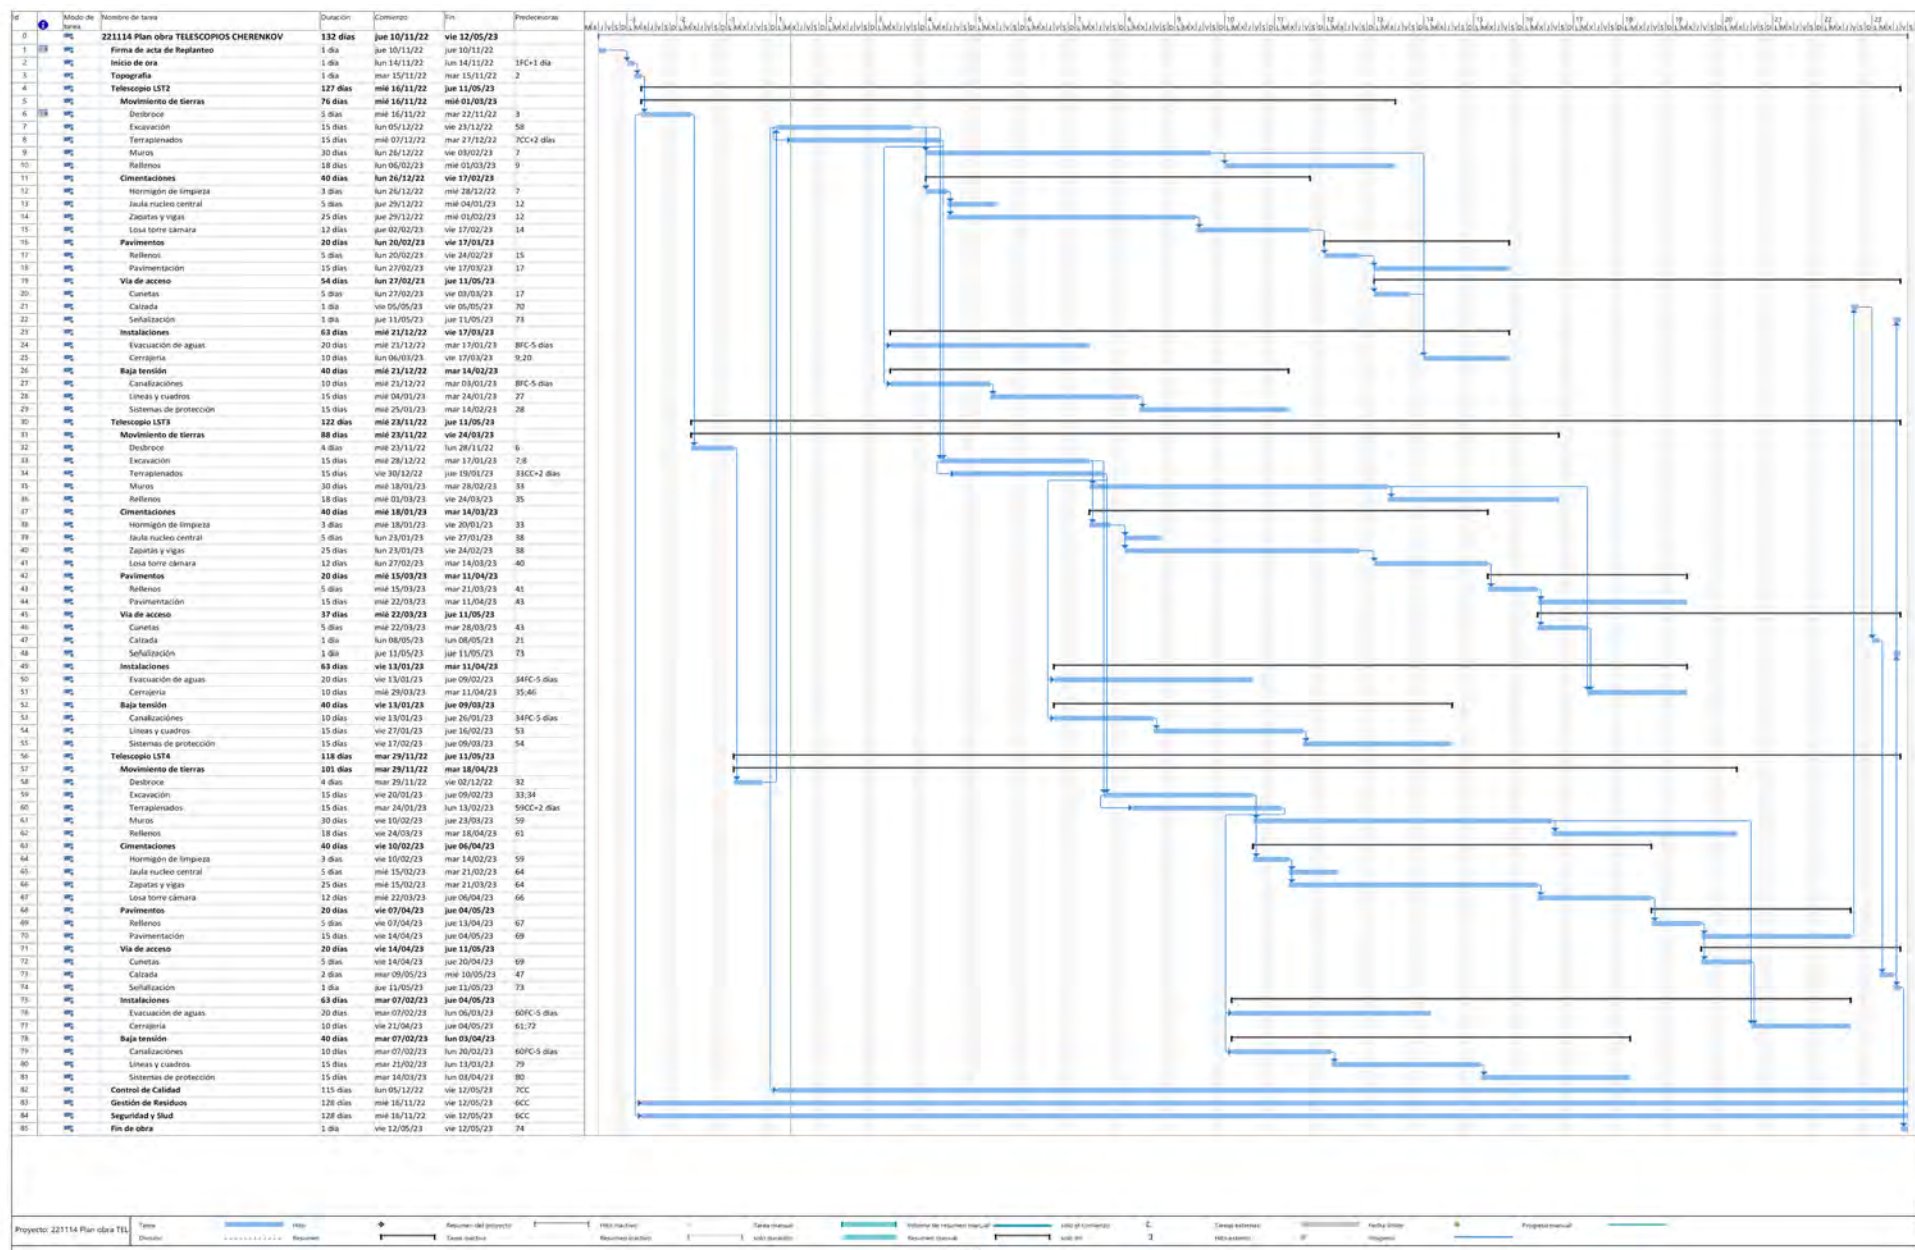 Id Modo de tarea Nombre de tarea Duración Comienzo Fin Predecesoras
0 221114 Plan obra TELESCOPIOS CHERENKOV 132 días jue 10/11/22 vie 12/05/23
1 Firma de acta de Replanteo 1 día jue 10/11/22 jue 10/11/22
2 Inicio de ora 1 día lun 14/11/22 lun 14/11/22 1FC+1 día
3 Topografía 1 día mar 15/11/22 mar 15/11/22 2
4 Telescopio LST2 127 días mié 16/11/22 jue 11/05/23
5 Movimiento de tierras 76 días mié 16/11/22 mié 01/03/23
6 Desbroce 5 días mié 16/11/22 mar 22/11/22 3
7 Excavación 15 días lun 05/12/22 vie 23/12/22 58
8 Terraplenados 15 días mié 07/12/22 mar 27/12/22 7CC+2 días
9 Muros 30 días lun 26/12/22 vie 03/02/23 7
10 Rellenos 18 días lun 06/02/23 mié 01/03/23 9
11 Cimentaciones 40 días lun 26/12/22 vie 17/02/23
12 Hormigón de limpieza 3 días lun 26/12/22 mié 28/12/22 7
13 Jaula nucleo central 5 días jue 29/12/22 mié 04/01/23 12
14 Zapatas y vigas 25 días jue 29/12/22 mié 01/02/23 12
15 Losa torre cámara 12 días jue 02/02/23 vie 17/02/23 14
16 Pavimentos 20 días lun 20/02/23 vie 17/03/23
17 Rellenos 5 días lun 20/02/23 vie 24/02/23 15
18 Pavimentación 15 días lun 27/02/23 vie 17/03/23 17
19 Vía de acceso 54 días lun 27/02/23 jue 11/05/23
20 Cunetas 5 días lun 27/02/23 vie 03/03/23 17
21 Calzada 1 día vie 05/05/23 vie 05/05/23 70
22 Señalización 1 día jue 11/05/23 jue 11/05/23 73
23 Instalaciones 63 días mié 21/12/22 vie 17/03/23
24 Evacuación de aguas 20 días mié 21/12/22 mar 17/01/23 8FC-5 días
25 Cerrajería 10 días lun 06/03/23 vie 17/03/23 9;20
26 Baja tensión 40 días mié 21/12/22 mar 14/02/23
27 Canalizaciónes 10 días mié 21/12/22 mar 03/01/23 8FC-5 días
28 Líneas y cuadros 15 días mié 04/01/23 mar 24/01/23 27
29 Sistemas de protección 15 días mié 25/01/23 mar 14/02/23 28
30 Telescopio LST3 122 días mié 23/11/22 jue 11/05/23
31 Movimiento de tierras 88 días mié 23/11/22 vie 24/03/23
32 Desbroce 4 días mié 23/11/22 lun 28/11/22 6
33 Excavación 15 días mié 28/12/22 mar 17/01/23 7;8
34 Terraplenados 15 días vie 30/12/22 jue 19/01/23 33CC+2 días
35 Muros 30 días mié 18/01/23 mar 28/02/23 33
36 Rellenos 18 días mié 01/03/23 vie 24/03/23 35
37 Cimentaciones 40 días mié 18/01/23 mar 14/03/23
38 Hormigón de limpieza 3 días mié 18/01/23 vie 20/01/23 33
39 Jaula nucleo central 5 días lun 23/01/23 vie 27/01/23 38
40 Zapatas y vigas 25 días lun 23/01/23 vie 24/02/23 38
41 Losa torre cámara 12 días lun 27/02/23 mar 14/03/23 40
42 Pavimentos 20 días mié 15/03/23 mar 11/04/23
43 Rellenos 5 días mié 15/03/23 mar 21/03/23 41
44 Pavimentación 15 días mié 22/03/23 mar 11/04/23 43
45 Vía de acceso 37 días mié 22/03/23 jue 11/05/23
46 Cunetas 5 días mié 22/03/23 mar 28/03/23 43
47 Calzada 1 día lun 08/05/23 lun 08/05/23 21
48 Señalización 1 día jue 11/05/23 jue 11/05/23 73
49 Instalaciones 63 días vie 13/01/23 mar 11/04/23
50 Evacuación de aguas 20 días vie 13/01/23 jue 09/02/23 34FC-5 días
51 Cerrajería 10 días mié 29/03/23 mar 11/04/23 35;46
52 Baja tensión 40 días vie 13/01/23 jue 09/03/23
53 Canalizaciónes 10 días vie 13/01/23 jue 26/01/23 34FC-5 días
54 Líneas y cuadros 15 días vie 27/01/23 jue 16/02/23 53
55 Sistemas de protección 15 días vie 17/02/23 jue 09/03/23 54
56 Telescopio LST4 118 días mar 29/11/22 jue 11/05/23
57 Movimiento de tierras 101 días mar 29/11/22 mar 18/04/23
58 Desbroce 4 días mar 29/11/22 vie 02/12/22 32
59 Excavación 15 días vie 20/01/23 jue 09/02/23 33;34
60 Terraplenados 15 días mar 24/01/23 lun 13/02/23 59CC+2 días
61 Muros 30 días vie 10/02/23 jue 23/03/23 59
62 Rellenos 18 días vie 24/03/23 mar 18/04/23 61
63 Cimentaciones 40 días vie 10/02/23 jue 06/04/23
64 Hormigón de limpieza 3 días vie 10/02/23 mar 14/02/23 59
65 Jaula nucleo central 5 días mié 15/02/23 mar 21/02/23 64
66 Zapatas y vigas 25 días mié 15/02/23 mar 21/03/23 64
67 Losa torre cámara 12 días mié 22/03/23 jue 06/04/23 66
68 Pavimentos 20 días vie 07/04/23 jue 04/05/23
69 Rellenos 5 días vie 07/04/23 jue 13/04/23 67
70 Pavimentación 15 días vie 14/04/23 jue 04/05/23 69
71 Vía de acceso 20 días vie 14/04/23 jue 11/05/23
72 Cunetas 5 días vie 14/04/23 jue 20/04/23 69
73 Calzada 2 días mar 09/05/23 mié 10/05/23 47
74 Señalización 1 día jue 11/05/23 jue 11/05/23 73
75 Instalaciones 63 días mar 07/02/23 jue 04/05/23
76 Evacuación de aguas 20 días mar 07/02/23 lun 06/03/23 60FC-5 días
77 Cerrajería 10 días vie 21/04/23 jue 04/05/23 61;72
78 Baja tensión 40 días mar 07/02/23 lun 03/04/23
79 Canalizaciónes 10 días mar 07/02/23 lun 20/02/23 60FC-5 días
80 Líneas y cuadros 15 días mar 21/02/23 lun 13/03/23 79
81 Sistemas de protección 15 días mar 14/03/23 lun 03/04/23 80
82 Control de Calidad 115 días lun 05/12/22 vie 12/05/23 7CC
83 Gestión de Residuos 128 días mié 16/11/22 vie 12/05/23 6CC
84 Seguridad y Slud 128 días mié 16/11/22 vie 12/05/23 6CC
85 Fin de obra 1 día vie 12/05/23 vie 12/05/23 74
Proyecto: 221114 Plan obra TEL
Tarea Hito Resumen del proyecto Hito inactivo Tarea manual Informe de resumen manual solo el comienzo Tareas externas Fecha límite Progreso manual
División Resumen Tarea inactiva Resumen inactivo solo duración Resumen manual solo fin Hito externo Progreso